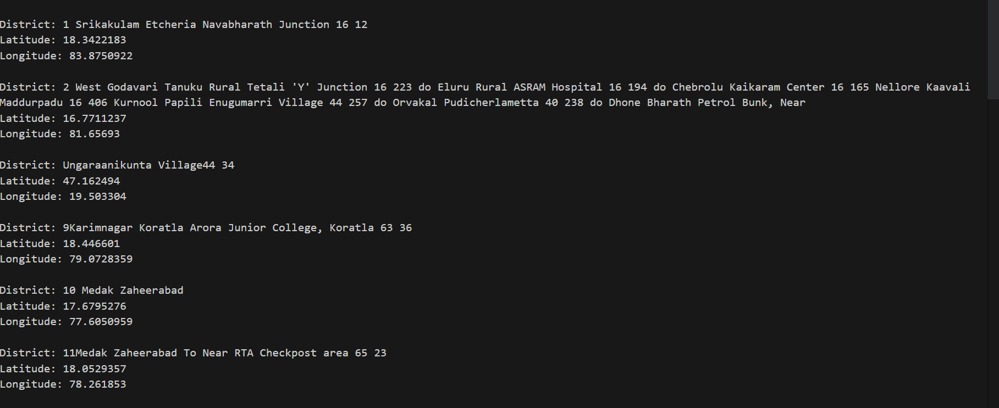 District: 1 Srikakulam Etcheria Navabharath Junction 16 12
Latitude: 18.3422183
Longitude: 83.8750922
District: 2 West Godavari Tanuku Rural Tetali 'Y' Junction 16 223 do Eluru Rural ASRAM Hospital 16 194 do Chebrolu Kaikaram Center 16 165 Nellore Kaavali
Maddurpadu 16 406 Kurnool Papili Enugumarri Village 44 257 do Orvakal Pudicherlametta 40 238 do Dhone Bharath Petrol Bunk, Near
Latitude: 16.7711237
Longitude: 81.65693
District: Ungaraanikunta Village44 34
Latitude: 47.162494
Longitude: 19.503304
District: 9Karimnagar Koratla Arora Junior College, Koratla 63 36
Latitude: 18.446601
Longitude: 79.0728359
District: 10 Medak Zaheerabad
Latitude: 17.6795276
Longitude: 77.6050959
District: 11Medak Zaheerabad To Near RTA Checkpost area 65 23
Latitude: 18.0529357
Longitude: 78.261853